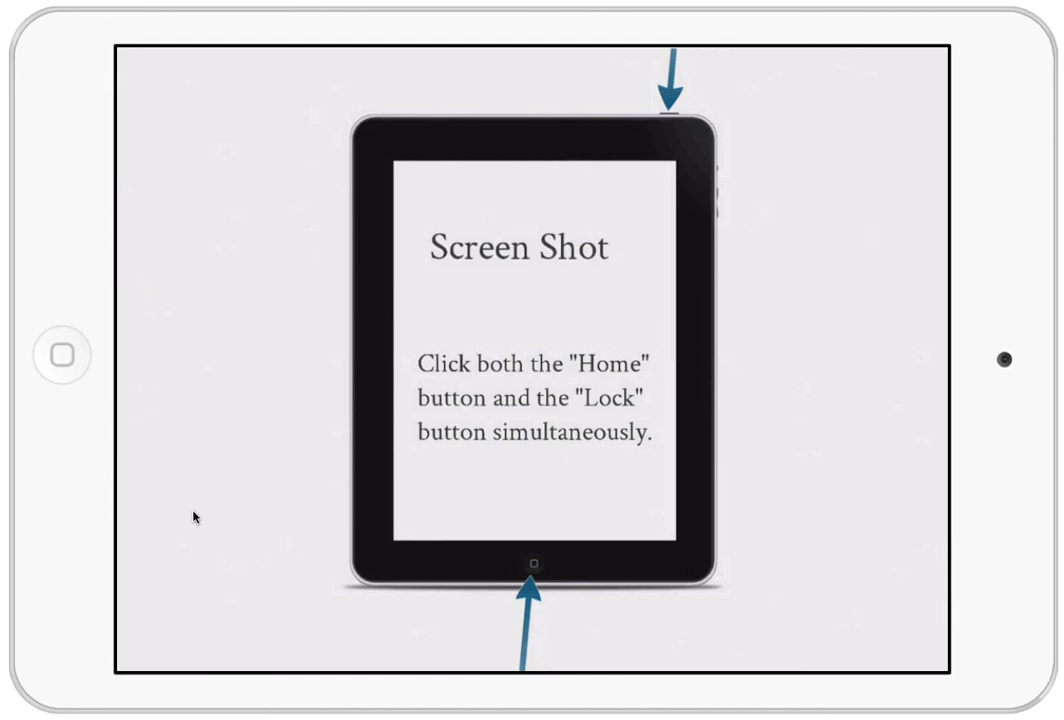 Screen Shot
Click both the "Home"
button and the "Lock"
button simultaneously.